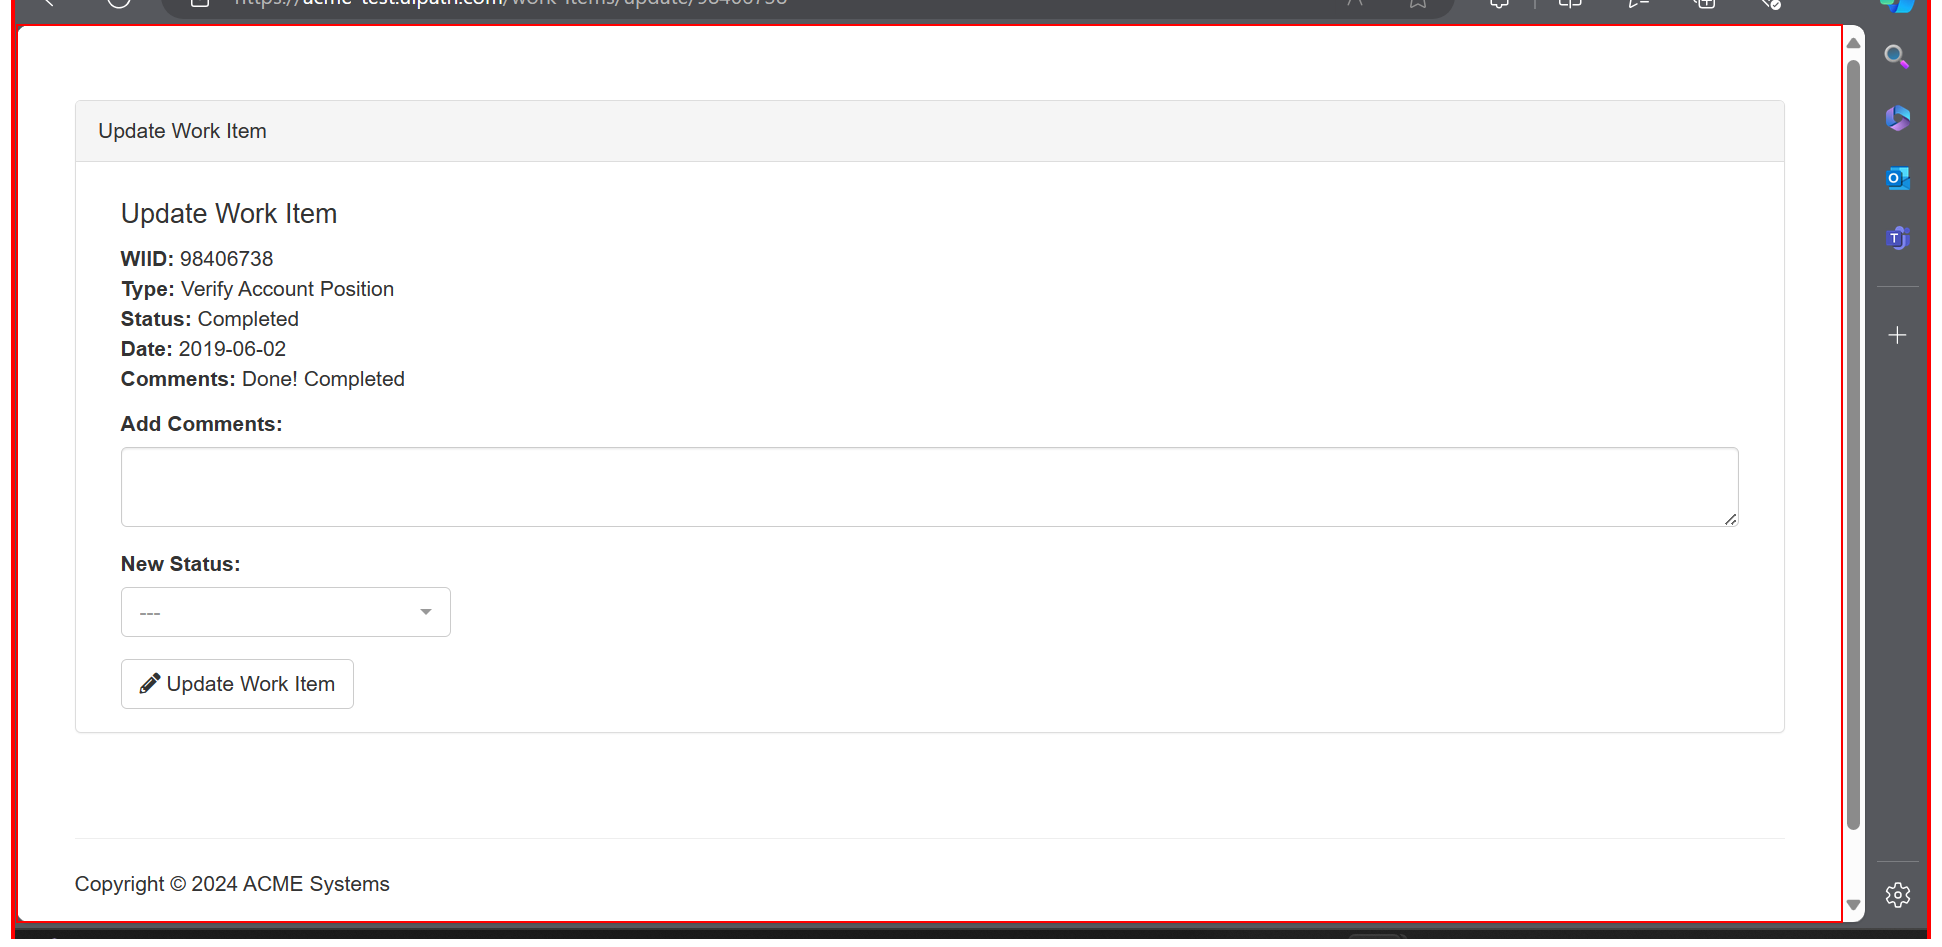 https://acme-test.uipath.com/work-items/update/98406738
Update Work Item
Update Work Item
WIID: 98406738
Type: Verify Account Position
Status: Completed
Date: 2019-06-02
Comments: Done! Completed
Add Comments:
New Status:
---
Update Work Item
Copyright © 2024 ACME Systems